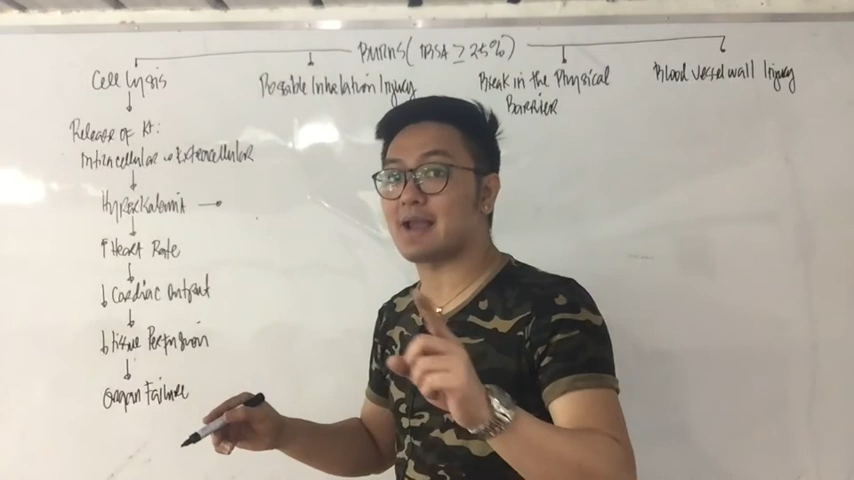 BURNS (TBSA ≥ 25%)
Cell Lysis
Possible Inhalation Injury
Break in the Physical
Barrier
Blood vessel wall Injury
Release of K+:
Intracellular → Extracellular
Hyperkalemia →
↑ Heart Rate
↓ Cardiac Output
↓ Tissue Perfusion
Organ Failure